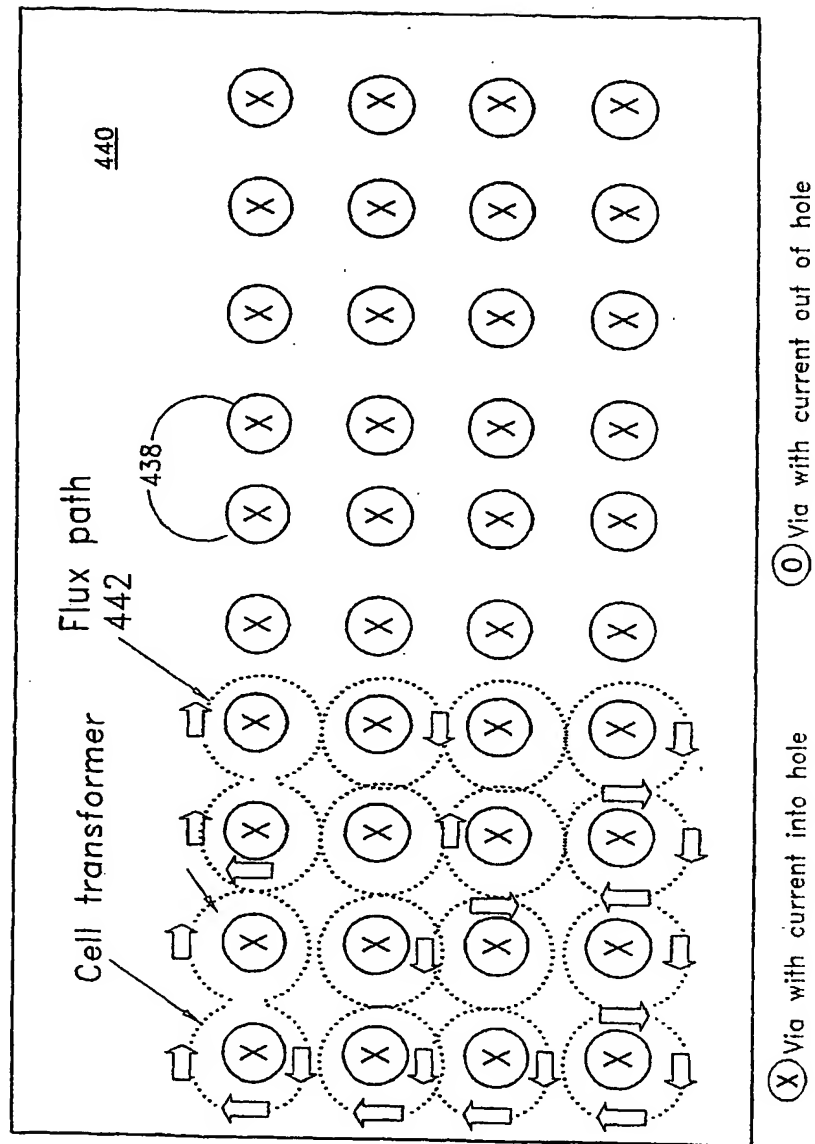 Cell transformer
Flux path
442
440
438
X X X X X X X X X X
X X X X X X X X X X
X X X X X X X X X X
X X X X X X X X X X
X Via with current into hole
O Via with current out of hole